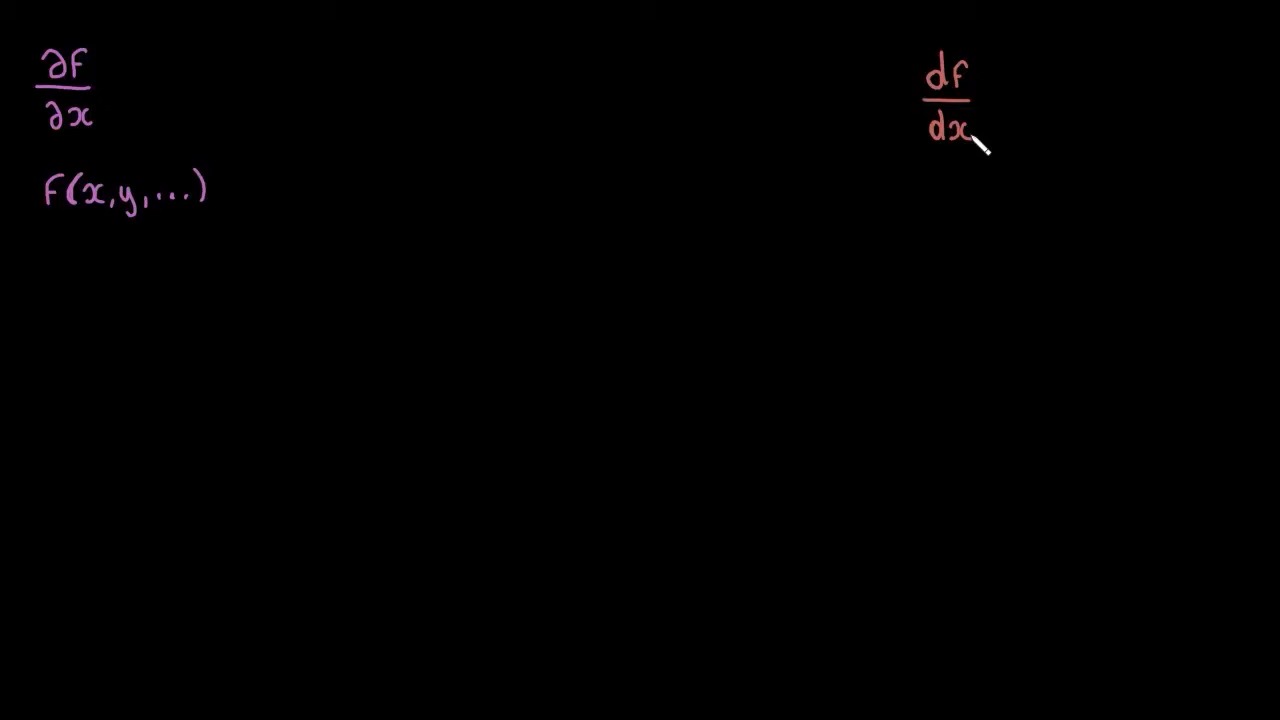 ∂f
∂x
f(x,y,...)
df
dx